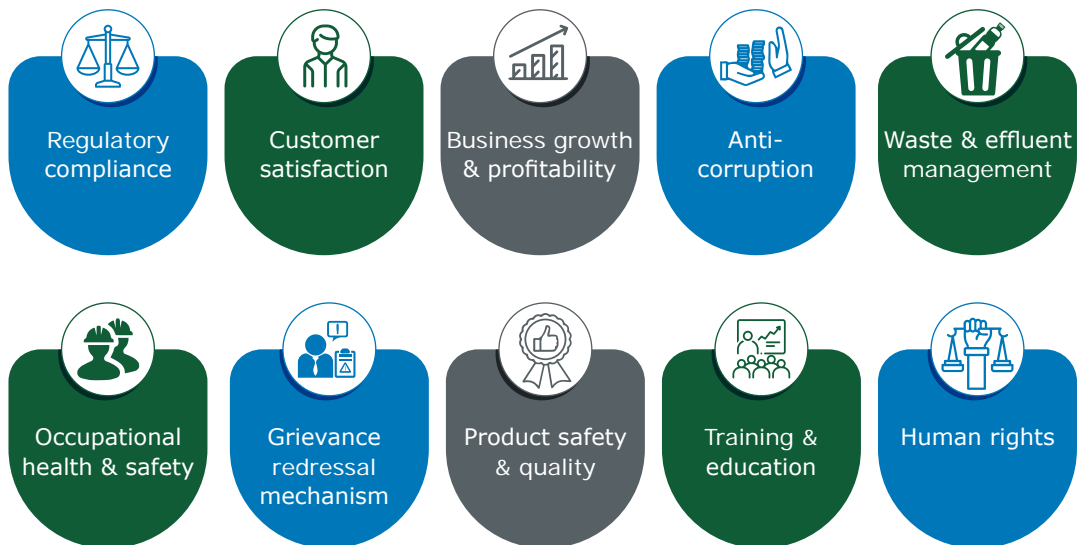 Regulatory
compliance
Customer
satisfaction
Business growth
& profitability
Anti-
corruption
Waste & effluent
management
Occupational
health & safety
Grievance
redressal
mechanism
Product safety
& quality
Training &
education
Human rights